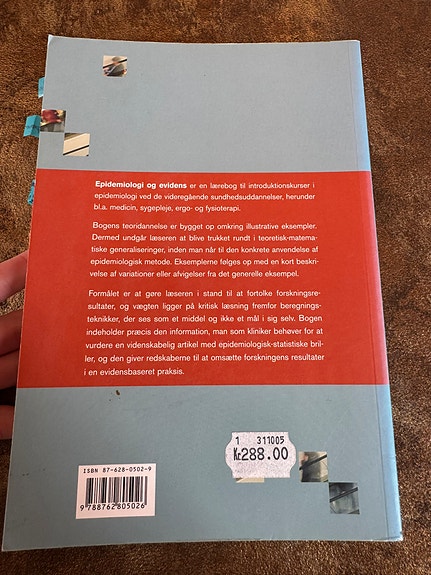 Epidemiologi og evidens er en lærebog til introduktionskurser i
epidemiologi ved de videregående sundhedsuddannelser, herunder
bl.a. medicin, sygepleje, ergo- og fysioterapi.
Bogens teoridannelse er bygget op omkring illustrative eksempler.
Dermed undgår læseren at blive trukket rundt i teoretisk-matema-
tiske generaliseringer, inden man når til den konkrete anvendelse af
epidemiologisk metode. Eksemplerne følges op med en kort beskri-
velse af variationer eller afvigelser fra det generelle eksempel.
Formålet er at gøre læseren i stand til at fortolke forskningsre-
sultater, og vægten ligger på kritisk læsning fremfor beregnings-
teknikker, der ses som et middel og ikke et mål i sig selv. Bogen
indeholder præcis den information, man som kliniker behøver for at
vurdere en videnskabelig artikel med epidemiologisk-statistiske bril-
ler, og den giver redskaberne til at omsætte forskningens resultater
i en evidensbaseret praksis.
1 311005
Kr.288.00
ISBN 87-628-0502-9
9 788762 805026